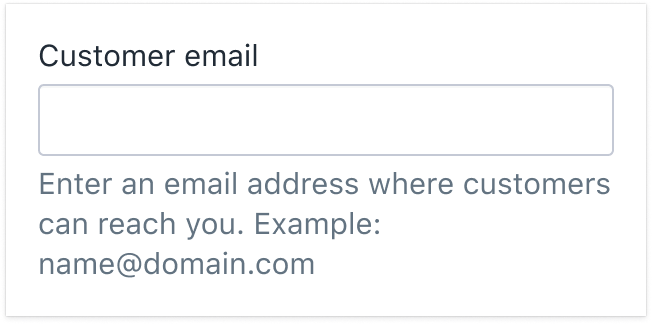 Customer email
Enter an email address where customers
can reach you. Example:
name@domain.com